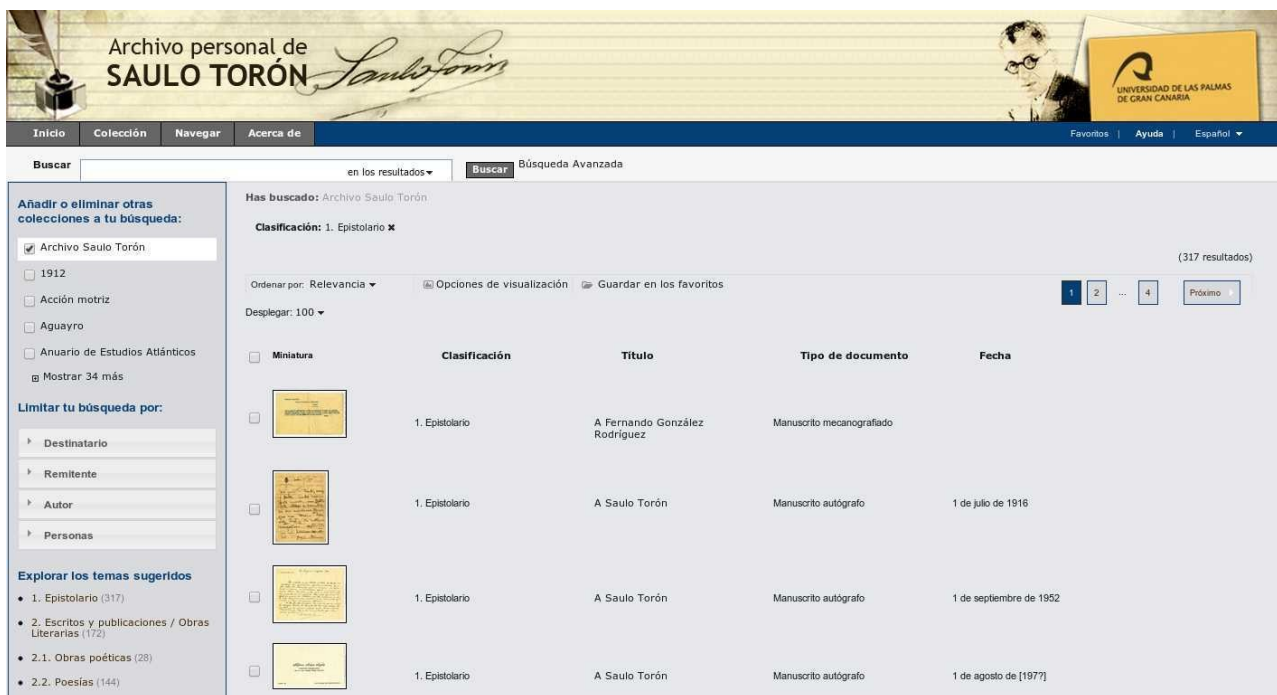 Archivo personal de
SAULO TORÓN
Saulo Torón
UNIVERSIDAD DE LAS PALMAS
DE GRAN CANARIA
Inicio Colección Navegar Acerca de Favoritos | Ayuda | Español
Buscar en los resultados Buscar Búsqueda Avanzada
Añadir o eliminar otras
colecciones a tu búsqueda:
Archivo Saulo Torón
1912
Acción motriz
Aguayro
Anuario de Estudios Atlánticos
Mostrar 34 más
Limitar tu búsqueda por:
Destinatario
Remitente
Autor
Personas
Explorar los temas sugeridos
1. Epistolario (317)
2. Escritos y publicaciones / Obras
Literarias (172)
2.1. Obras poéticas (28)
2.2. Poesías (144)
Has buscado: Archivo Saulo Torón
Clasificación: 1. Epistolario ✖
(317 resultados)
Ordenar por: Relevancia Opciones de visualización Guardar en los favoritos 1 2 ... 4 Próximo
Desplegar: 100
Miniatura Clasificación Título Tipo de documento Fecha
1. Epistolario A Fernando González Manuscrito mecanografiado
Rodríguez
1. Epistolario A Saulo Torón Manuscrito autógrafo 1 de julio de 1916
1. Epistolario A Saulo Torón Manuscrito autógrafo 1 de septiembre de 1952
1. Epistolario A Saulo Torón Manuscrito autógrafo 1 de agosto de [197?]